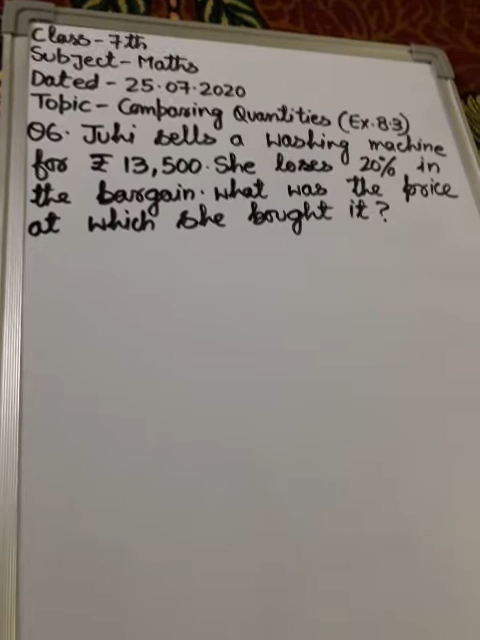 Class - 7th
Subject - Maths
Dated - 25.07.2020
Topic - Comparing Quantities (Ex.8.3)
Q6. Juhi sells a washing machine
for ₹ 13,500. She loses 20% in
the bargain. what was the price
at which she bought it?